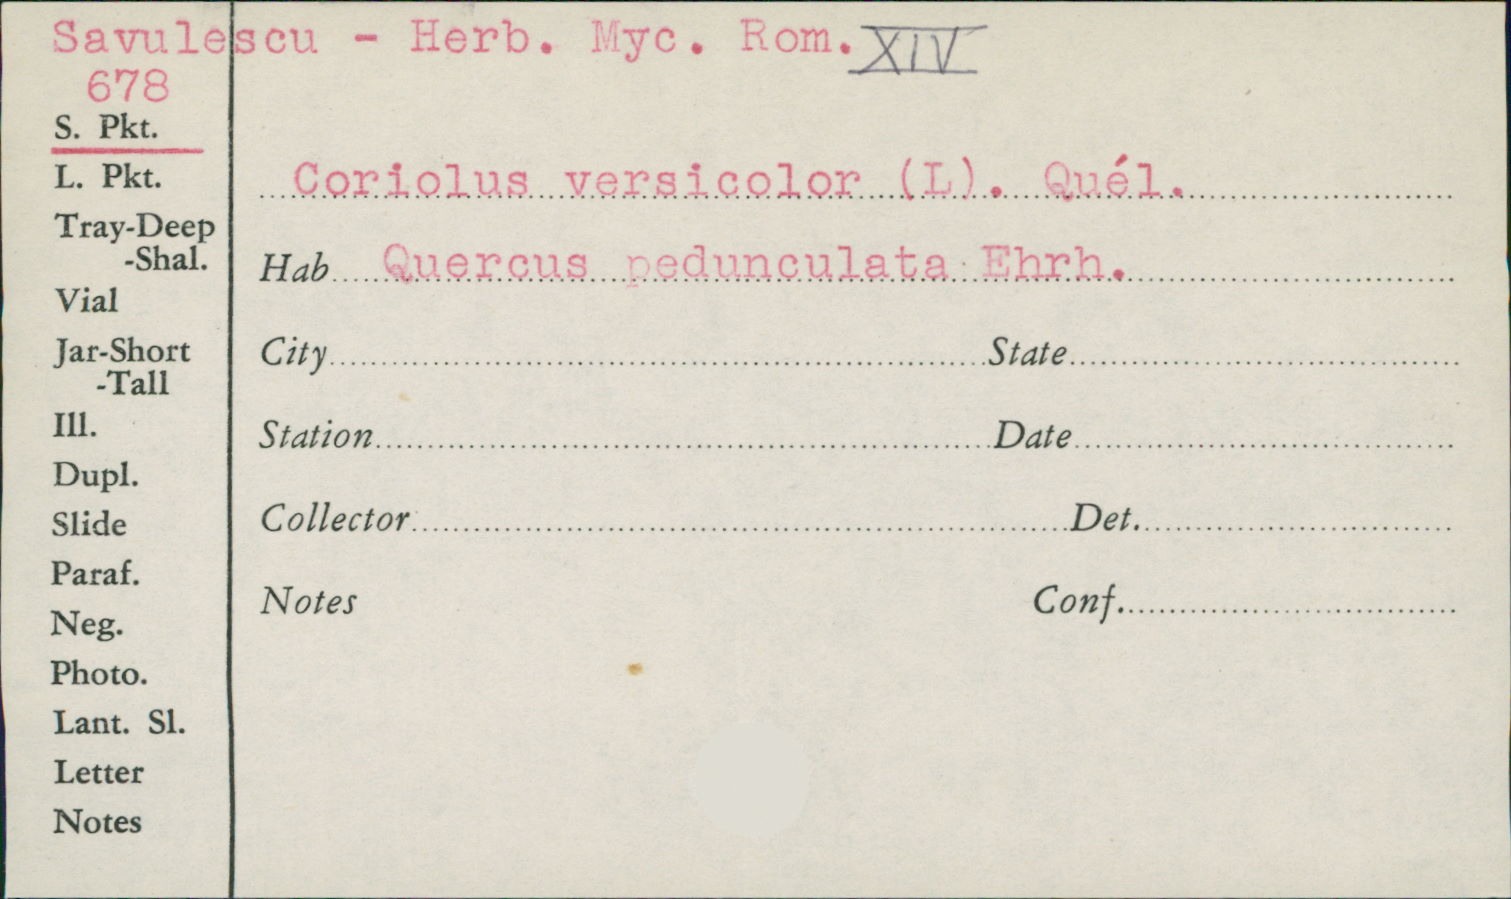 Savulescu - Herb. Myc. Rom. XIV
678
S. Pkt.
L. Pkt.
Coriolus versicolor (L). Quél.
Tray-Deep
-Shal.
Hab Quercus pedunculata Ehrh.
Vial
Jar-Short
-Tall
City State
Ill.
Station Date
Dupl.
Slide
Collector Det.
Paraf.
Notes Conf.
Neg.
Photo.
Lant. Sl.
Letter
Notes